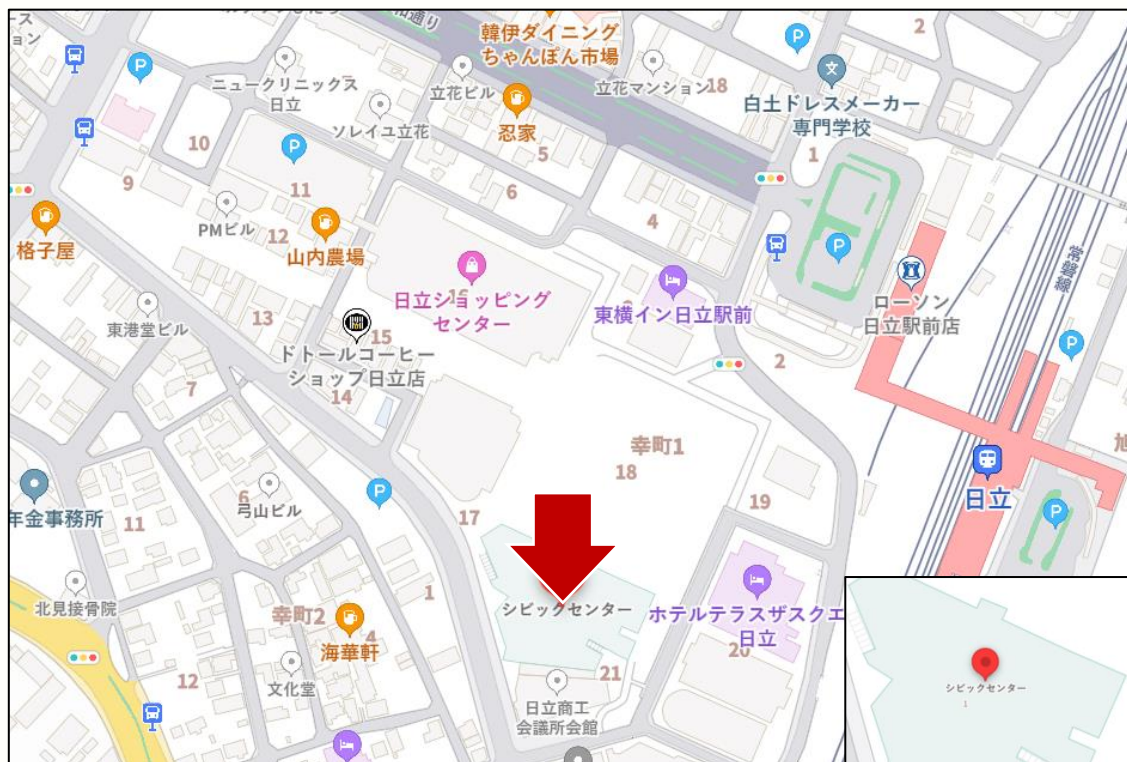 韓伊ダイニング
ちゃんぽん市場
P
2
ション
P
ニュークリニックス
日立
立花ビル
立花マンション
18
文
白土ドレスメーカー
専門学校
ソレイユ立花
忍家
5
1
10
P
9
11
6
4
PMビル
12
格子屋
山内農場
P
常磐線
16
日立ショッピング
センター
東横イン日立駅前
ローソン
日立駅前店
13
東港堂ビル
15
ドトールコーヒー
ショップ日立店
2
P
14
7
幸町1
18
旭
日立
6
弓山ビル
P
年金事務所
11
17
19
P
北見接骨院
1
シビックセンター
ホテルテラスザスクエ
日立
幸町2
4
海華軒
20
シビックセンター
1
12
文化堂
21
日立商工
会議所会館